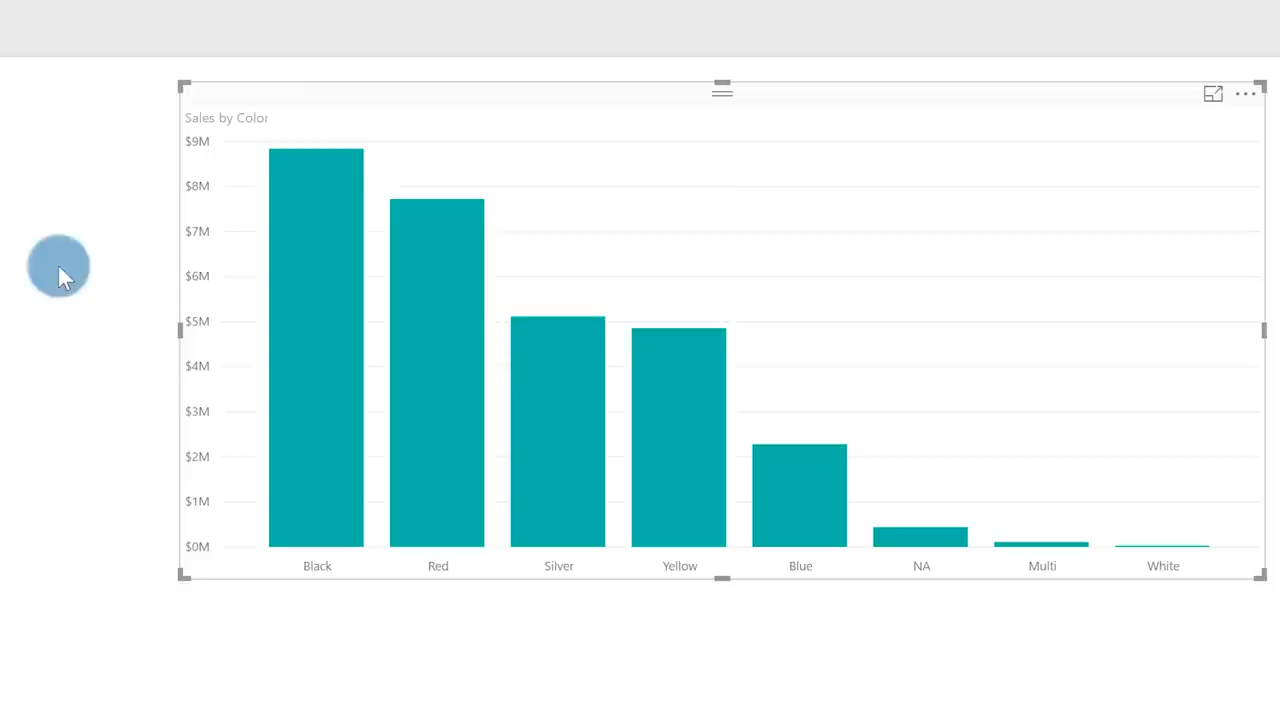 Sales by Color
$9M
$8M
$7M
$6M
$5M
$4M
$3M
$2M
$1M
$0M
Black Red Silver Yellow Blue NA Multi White